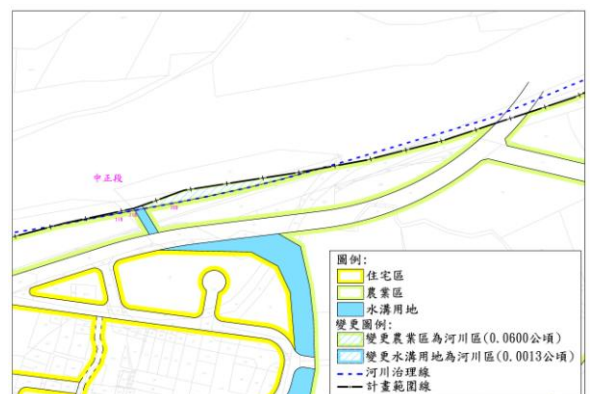 中正段
圖例:
住宅區
農業區
水溝用地
變更圖例:
變更農業區為河川區(0.0600公頃)
變更水溝用地為河川區(0.0013公頃)
河川治理線
計畫範圍線